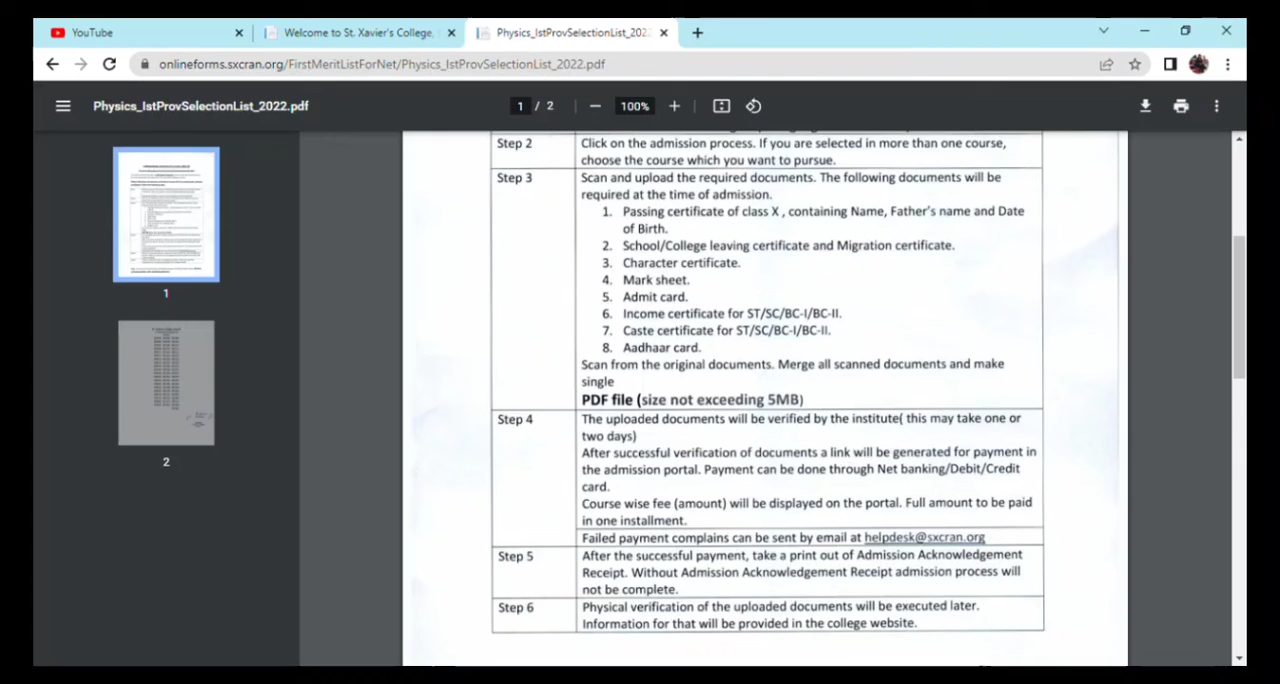 YouTube
Welcome to St. Xavier's College,
Physics_IstProvSelectionList_202
onlineforms.sxcran.org/FirstMeritListForNet/Physics_IstProvSelectionList_2022.pdf
Physics_IstProvSelectionList_2022.pdf
1 / 2
100%
Step 2
Click on the admission process. If you are selected in more than one course,
choose the course which you want to pursue.
Step 3
Scan and upload the required documents. The following documents will be
required at the time of admission.
1. Passing certificate of class X , containing Name, Father's name and Date
of Birth.
2. School/College leaving certificate and Migration certificate.
3. Character certificate.
4. Mark sheet.
5. Admit card.
6. Income certificate for ST/SC/BC-I/BC-II.
7. Caste certificate for ST/SC/BC-I/BC-II.
8. Aadhaar card.
Scan from the original documents. Merge all scanned documents and make
single
PDF file (size not exceeding 5MB)
Step 4
The uploaded documents will be verified by the institute( this may take one or
two days)
After successful verification of documents a link will be generated for payment in
the admission portal. Payment can be done through Net banking/Debit/Credit
card.
Course wise fee (amount) will be displayed on the portal. Full amount to be paid
in one installment.
Failed payment complains can be sent by email at helpdesk@sxcran.org
Step 5
After the successful payment, take a print out of Admission Acknowledgement
Receipt. Without Admission Acknowledgement Receipt admission process will
not be complete.
Step 6
Physical verification of the uploaded documents will be executed later.
Information for that will be provided in the college website.
1
2